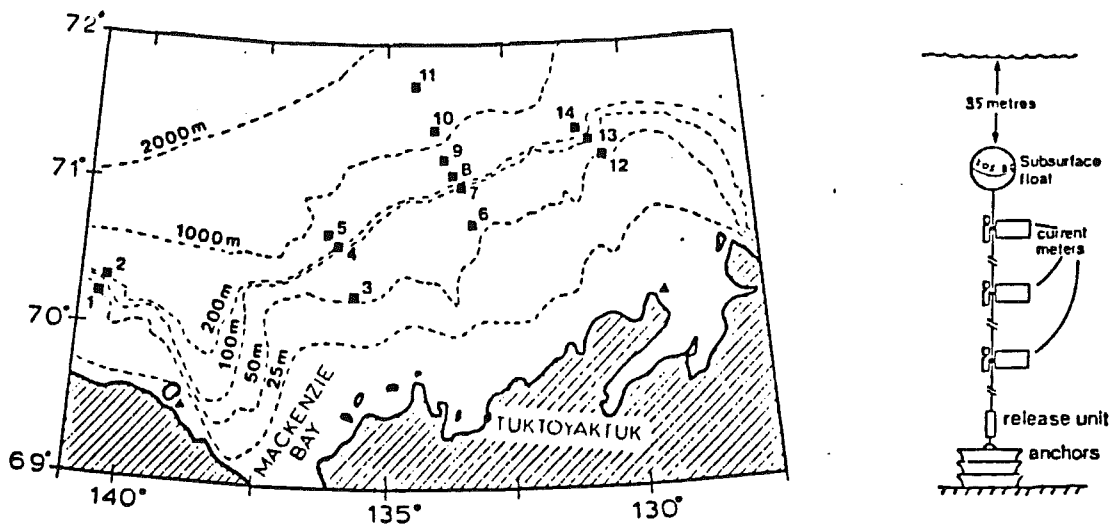 72°
71°
70°
69°
140°
135°
130°
2000m
1000m
200m
100m
50m
25m
11
10
9
8
7
14
13
12
6
5
4
3
2
1
MACKENZIE
BAY
TUKTOYAKTUK
35 metres
Subsurface
float
current
meters
release unit
anchors